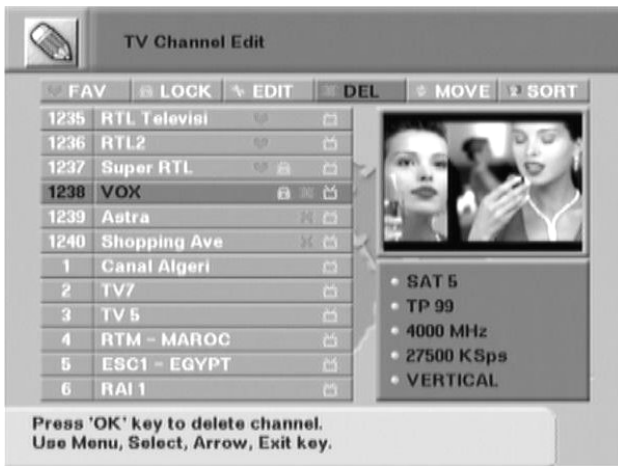 TV Channel Edit
FAV LOCK EDIT DEL MOVE SORT
1235 RTL Televisi
1236 RTL2
1237 Super RTL
1238 VOX
1239 Astra
1240 Shopping Ave
1 Canal Algeri
2 TV7
3 TV 5
4 RTM - MAROC
5 ESC1 - EGYPT
6 RAI 1
SAT 5
TP 99
4000 MHz
27500 KSps
VERTICAL
Press 'OK' key to delete channel.
Use Menu, Select, Arrow, Exit key.